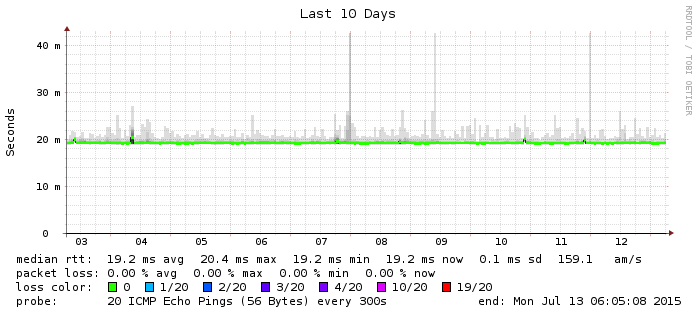 Last 10 Days
RRDTOOL / TOBI OETIKER
Seconds
40 m
30 m
20 m
10 m
0
03 04 05 06 07 08 09 10 11 12
median rtt: 19.2 ms avg 20.4 ms max 19.2 ms min 19.2 ms now 0.1 ms sd 159.1 am/s
packet loss: 0.00 % avg 0.00 % max 0.00 % min 0.00 % now
loss color: 0 1/20 2/20 3/20 4/20 10/20 19/20
probe: 20 ICMP Echo Pings (56 Bytes) every 300s end: Mon Jul 13 06:05:08 2015